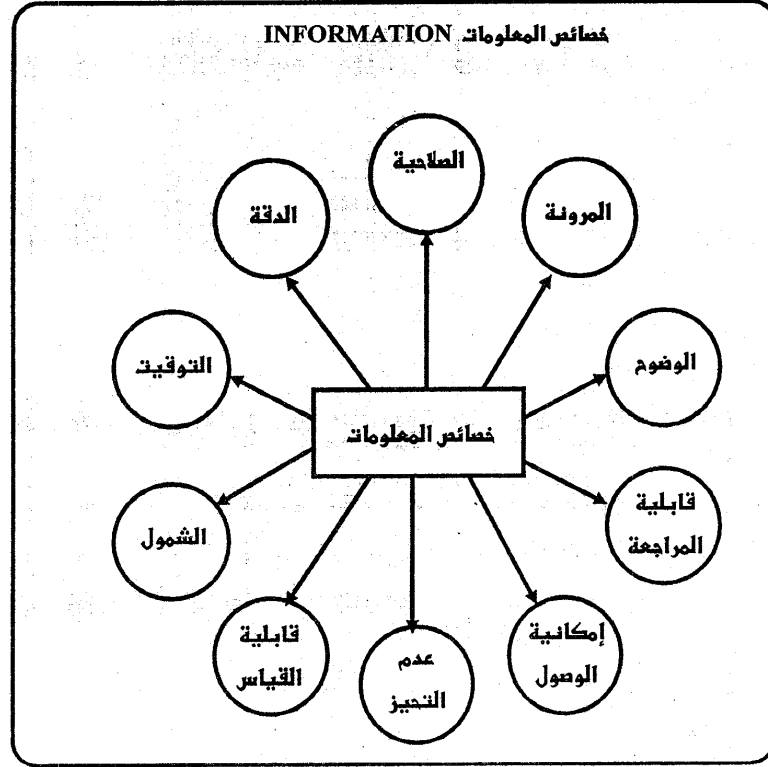 خصائص المعلومات INFORMATION
الصلاحية
المرونة
الدقة
الوضوح
التوقيت
خصائص المعلومات
قابلية
المراجعة
الشمول
إمكانية
الوصول
عدم
التحيز
قابلية
القياس